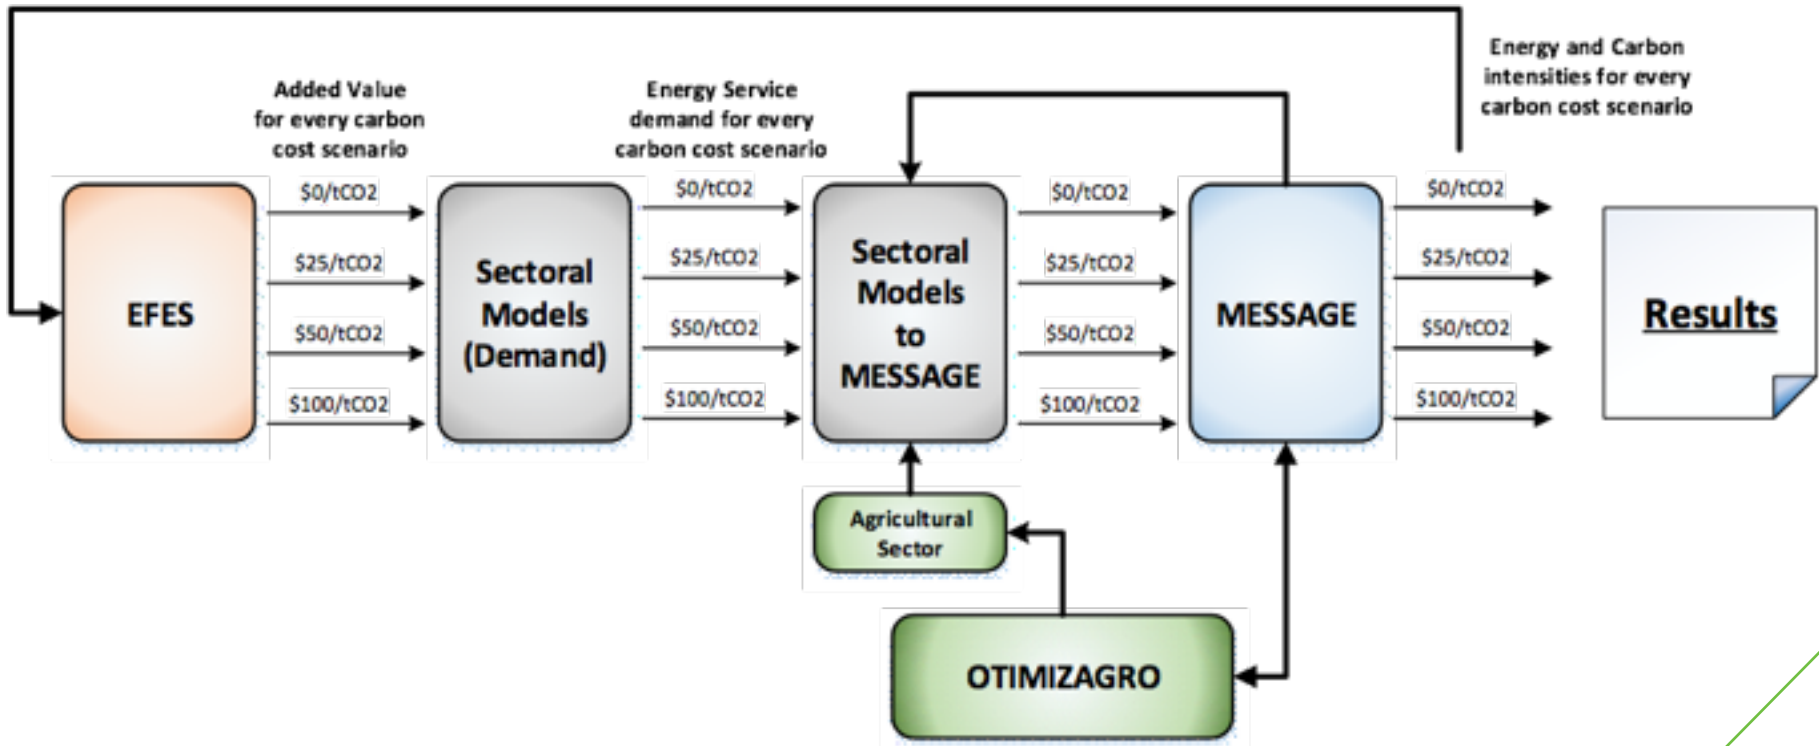 Energy and Carbon
intensities for every
carbon cost scenario
Added Value
for every carbon
cost scenario
Energy Service
demand for every
carbon cost scenario
EFES
$0/tCO2
$25/tCO2
$50/tCO2
$100/tCO2
Sectoral
Models
(Demand)
$0/tCO2
$25/tCO2
$50/tCO2
$100/tCO2
Sectoral
Models
to
MESSAGE
$0/tCO2
$25/tCO2
$50/tCO2
$100/tCO2
MESSAGE
$0/tCO2
$25/tCO2
$50/tCO2
$100/tCO2
Results
Agricultural
Sector
OTIMIZAGRO